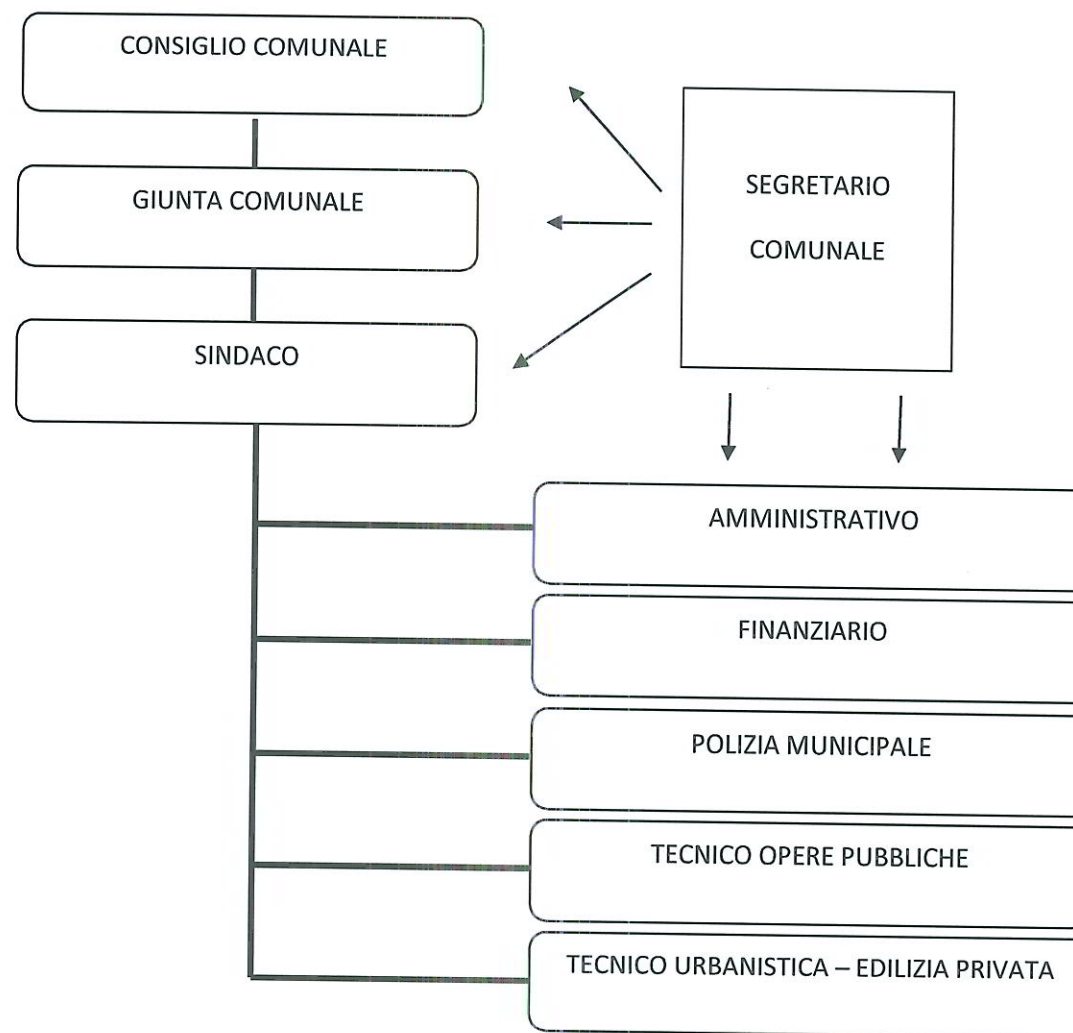 CONSIGLIO COMUNALE
GIUNTA COMUNALE
SINDACO
SEGRETARIO
COMUNALE
AMMINISTRATIVO
FINANZIARIO
POLIZIA MUNICIPALE
TECNICO OPERE PUBBLICHE
TECNICO URBANISTICA – EDILIZIA PRIVATA